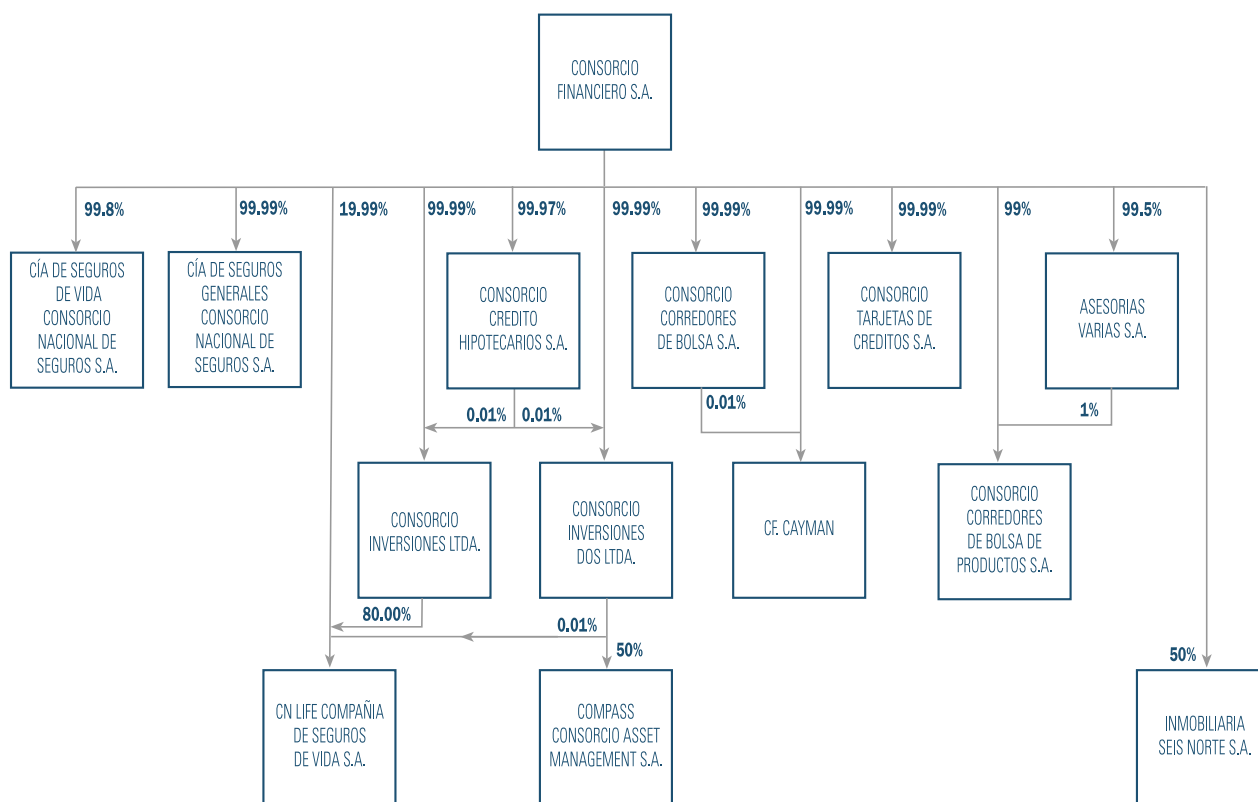 CONSORCIO
FINANCIERO S.A.
99.8%
99.99%
19.99%
99.99%
99.97%
99.99%
99.99%
99.99%
99.99%
99%
99.5%
CÍA DE SEGUROS
DE VIDA
CONSORCIO
NACIONAL DE
SEGUROS S.A.
CÍA DE SEGUROS
GENERALES
CONSORCIO
NACIONAL DE
SEGUROS S.A.
CONSORCIO
CREDITO
HIPOTECARIOS S.A.
CONSORCIO
CORREDORES
DE BOLSA S.A.
CONSORCIO
TARJETAS DE
CREDITOS S.A.
ASESORIAS
VARIAS S.A.
0.01%
0.01%
0.01%
1%
CONSORCIO
INVERSIONES LTDA.
CONSORCIO
INVERSIONES
DOS LTDA.
CF. CAYMAN
CONSORCIO
CORREDORES
DE BOLSA DE
PRODUCTOS S.A.
80.00%
0.01%
50%
50%
CN LIFE COMPAÑIA
DE SEGUROS
DE VIDA S.A.
COMPASS
CONSORCIO ASSET
MANAGEMENT S.A.
INMOBILIARIA
SEIS NORTE S.A.